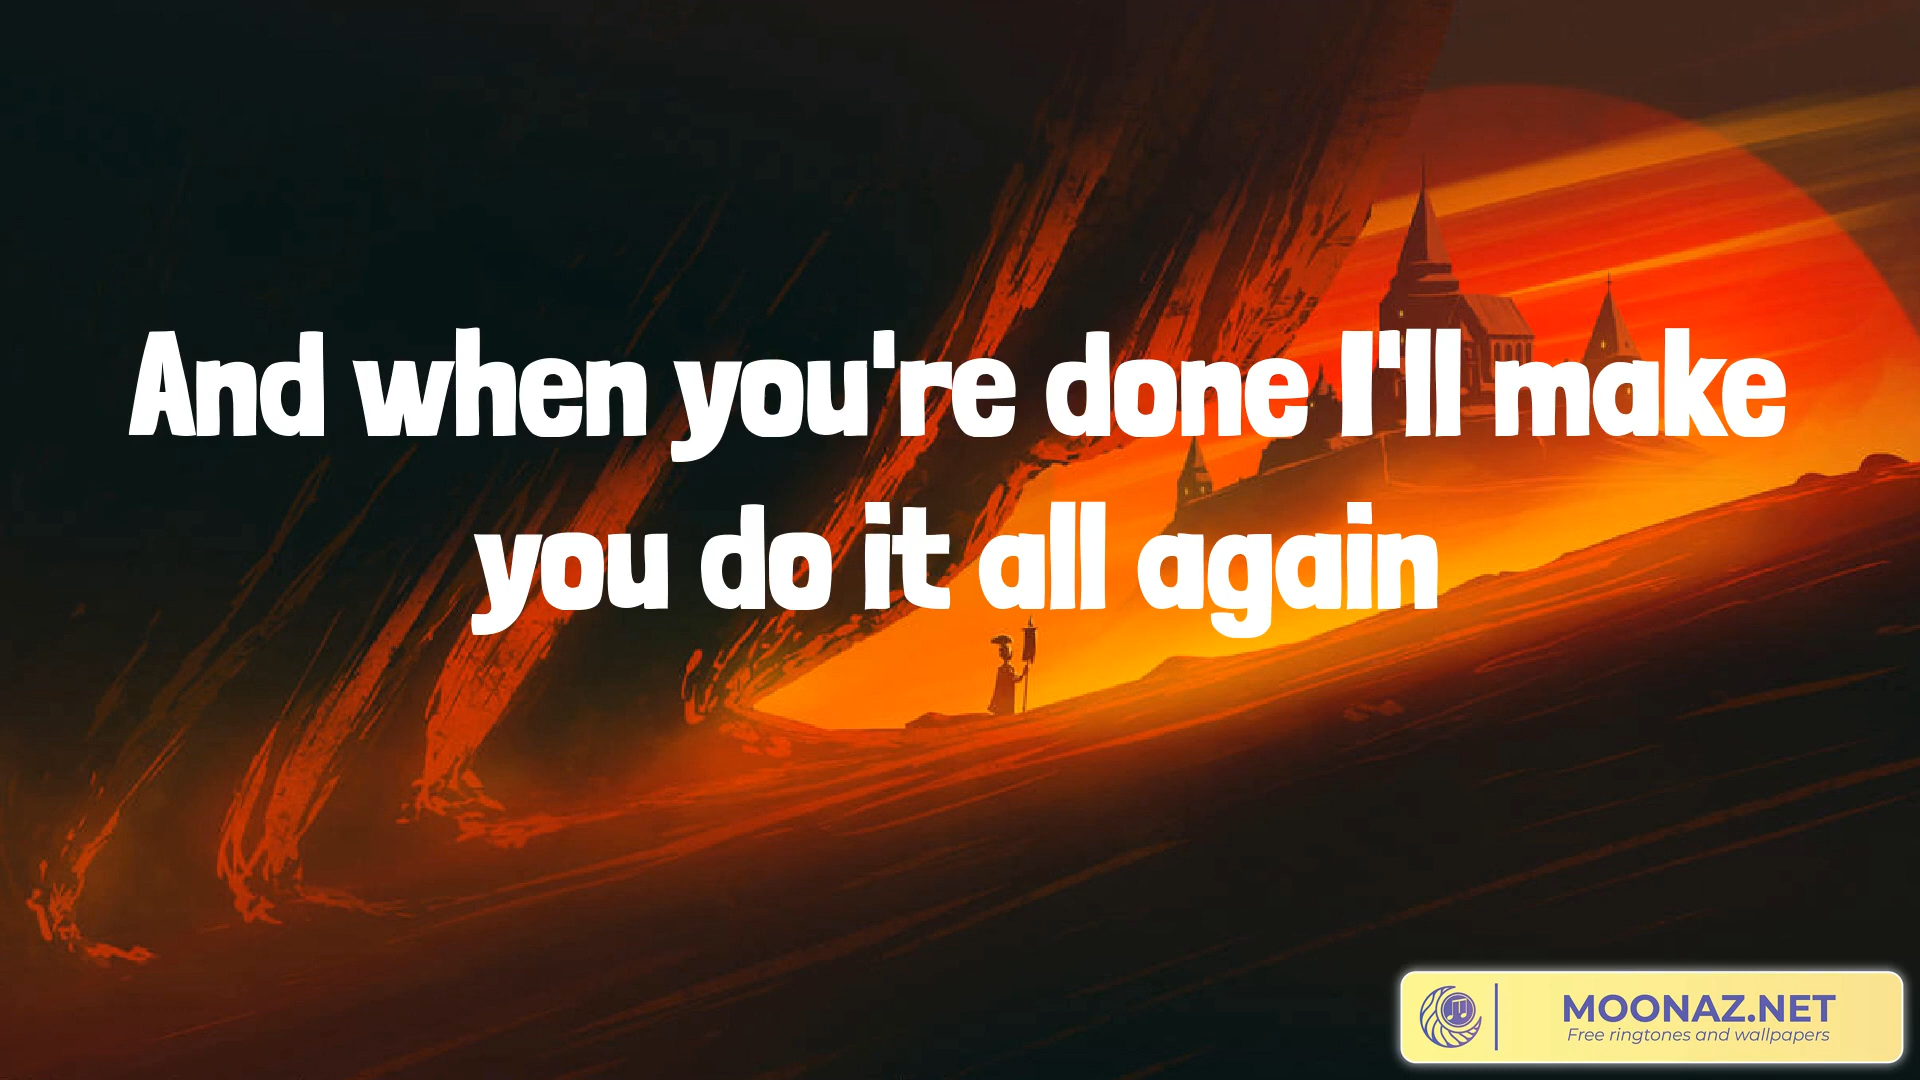 And when you're done I'll make
you do it all again
MOONAZ.NET
Free ringtones and wallpapers